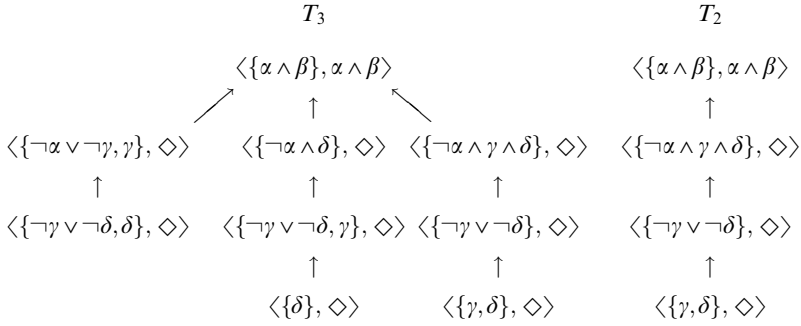 T₃ T₂
⟨{α ∧ β}, α ∧ β⟩ ⟨{α ∧ β}, α ∧ β⟩
⟨{¬α ∨ ¬γ, γ}, ◇⟩ ⟨{¬α ∧ δ}, ◇⟩ ⟨{¬α ∧ γ ∧ δ}, ◇⟩ ⟨{¬α ∧ γ ∧ δ}, ◇⟩
⟨{¬γ ∨ ¬δ, δ}, ◇⟩ ⟨{¬γ ∨ ¬δ, γ}, ◇⟩ ⟨{¬γ ∨ ¬δ}, ◇⟩ ⟨{¬γ ∨ ¬δ}, ◇⟩
⟨{δ}, ◇⟩ ⟨{γ, δ}, ◇⟩ ⟨{γ, δ}, ◇⟩